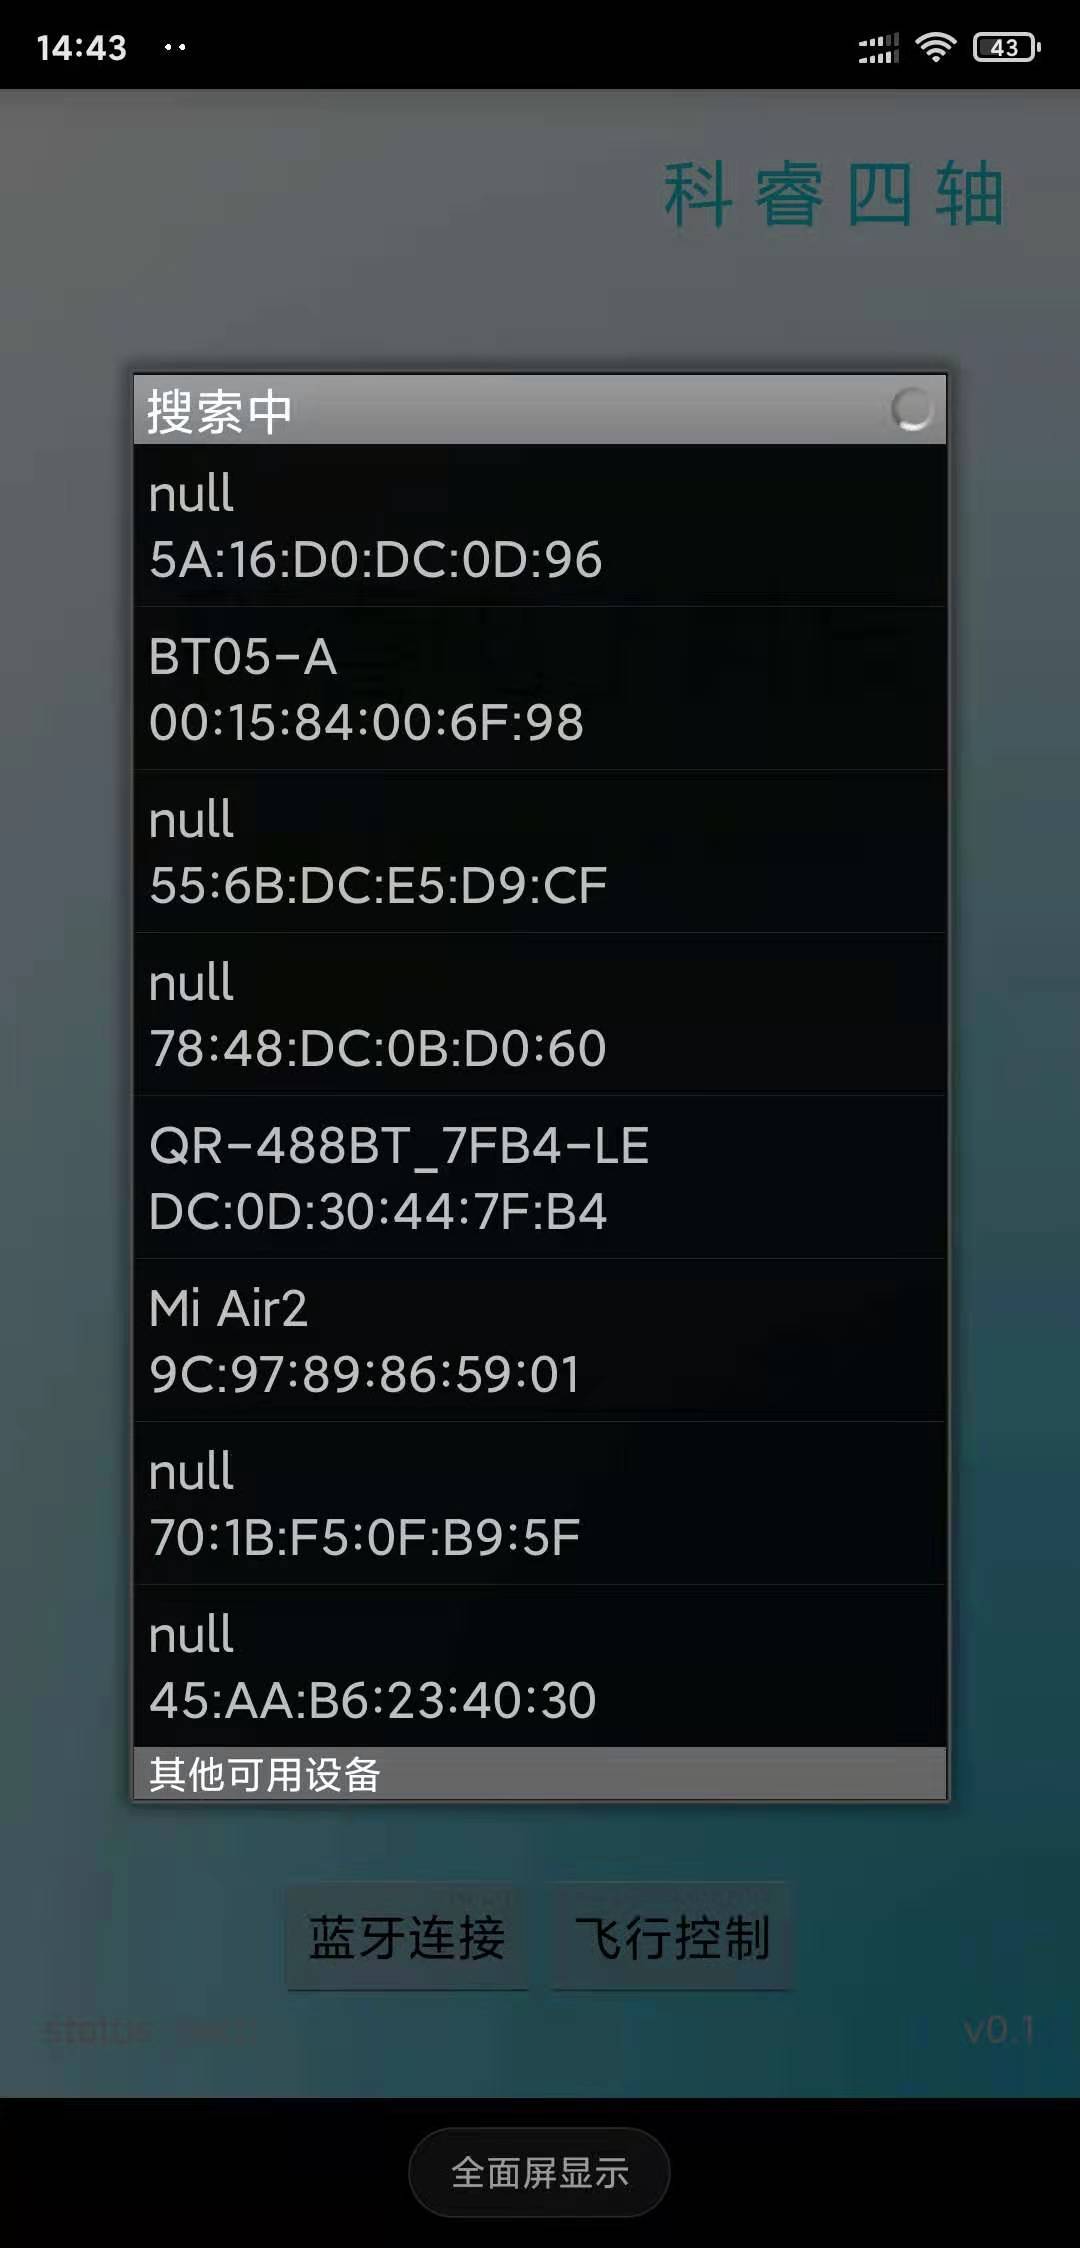 14:43
43
科睿四轴
搜索中
null
5A:16:D0:DC:0D:96
BT05-A
00:15:84:00:6F:98
null
55:6B:DC:E5:D9:CF
null
78:48:DC:0B:D0:60
QR-488BT_7FB4-LE
DC:0D:30:44:7F:B4
Mi Air2
9C:97:89:86:59:01
null
70:1B:F5:0F:B9:5F
null
45:AA:B6:23:40:30
其他可用设备
蓝牙连接 飞行控制
status v0.1
全面屏显示